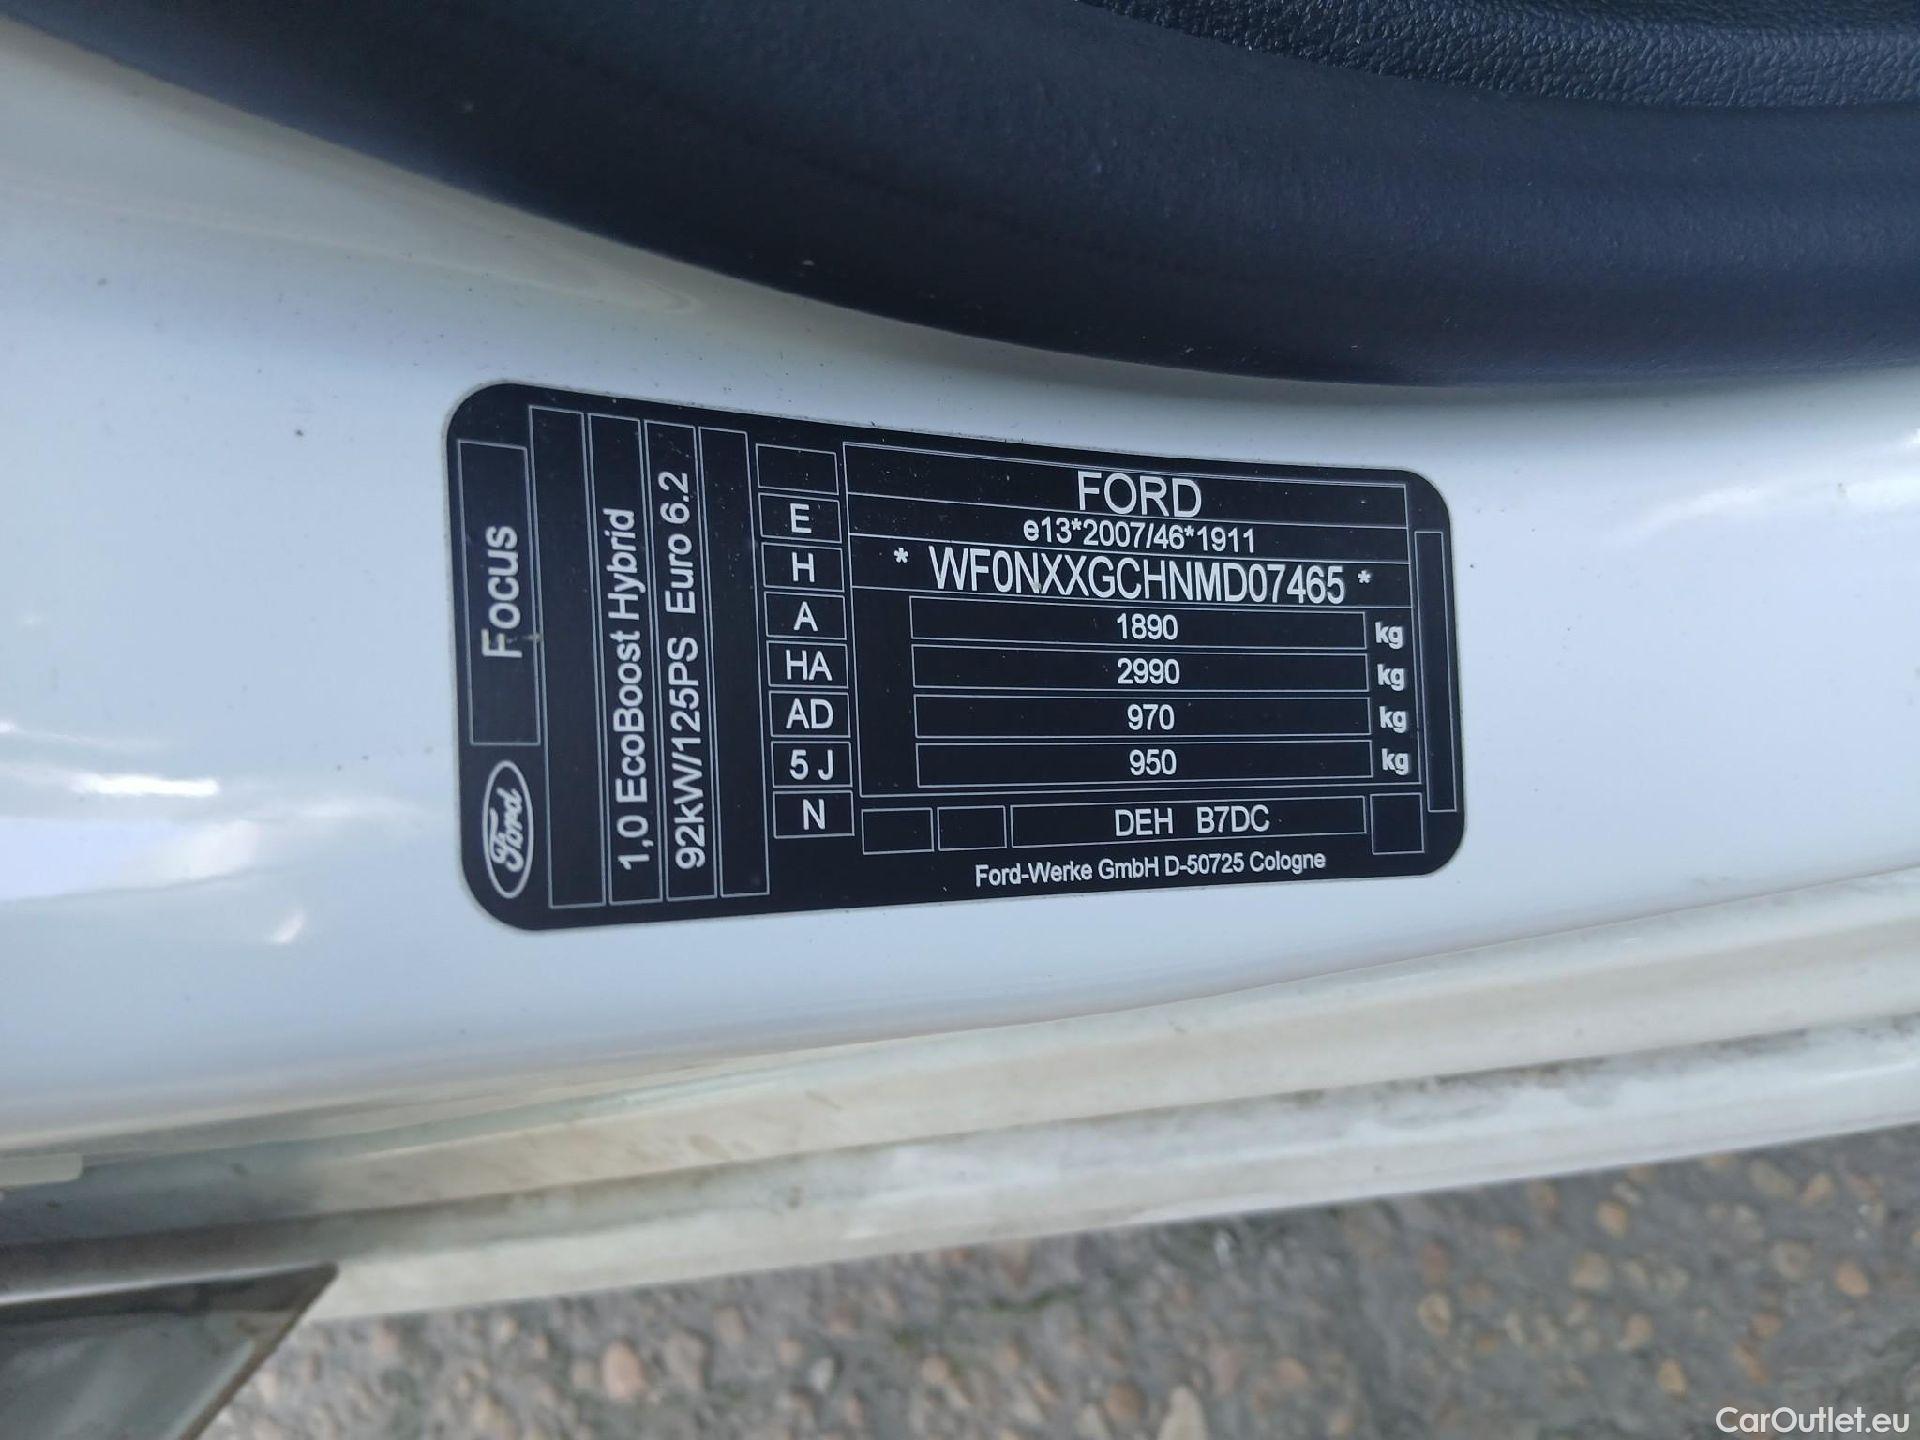 FORD
e13*2007/46*1911
* WF0NXXGCHNMD07465 *
1890 kg
2990 kg
970 kg
950 kg
DEH B7DC
Ford-Werke GmbH D-50725 Cologne
E
H
A
HA
AD
5 J
N
Ford
Focus
1,0 EcoBoost Hybrid
92kW/125PS Euro 6.2
CarOutlet.eu